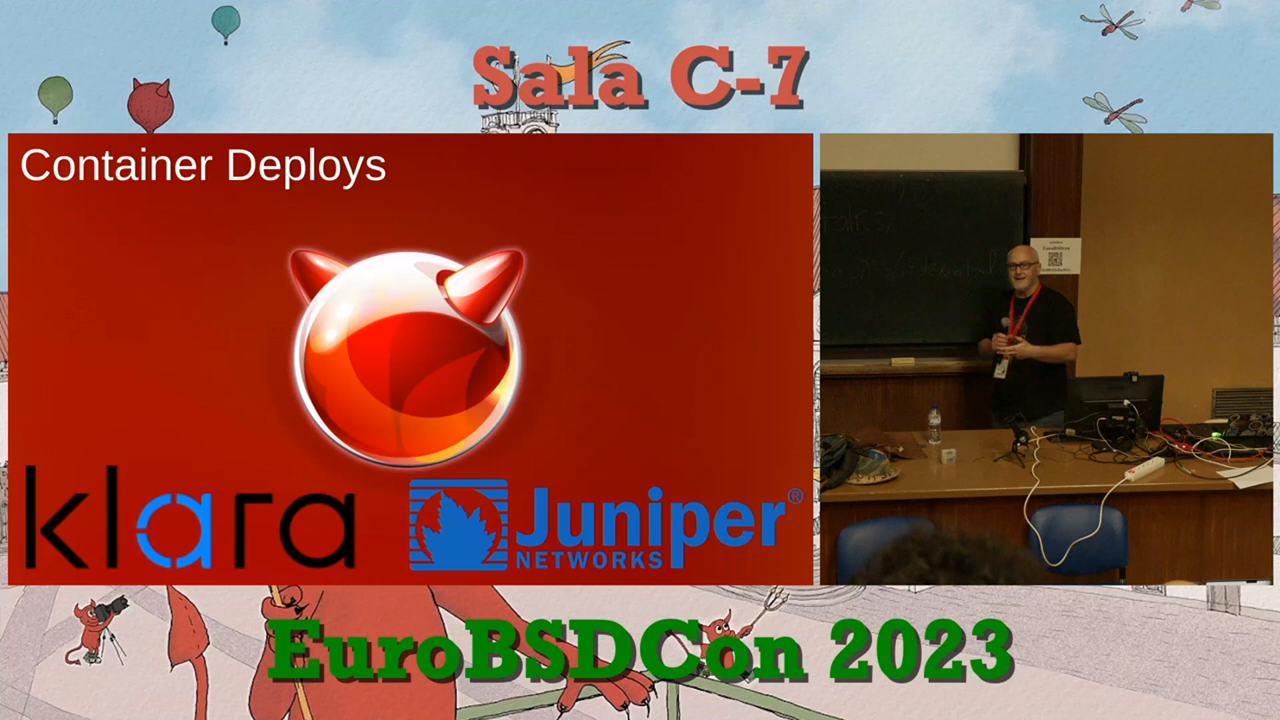 Sala C-7
Container Deploys
klara
Juniper®
NETWORKS
EuroBSDCon 2023